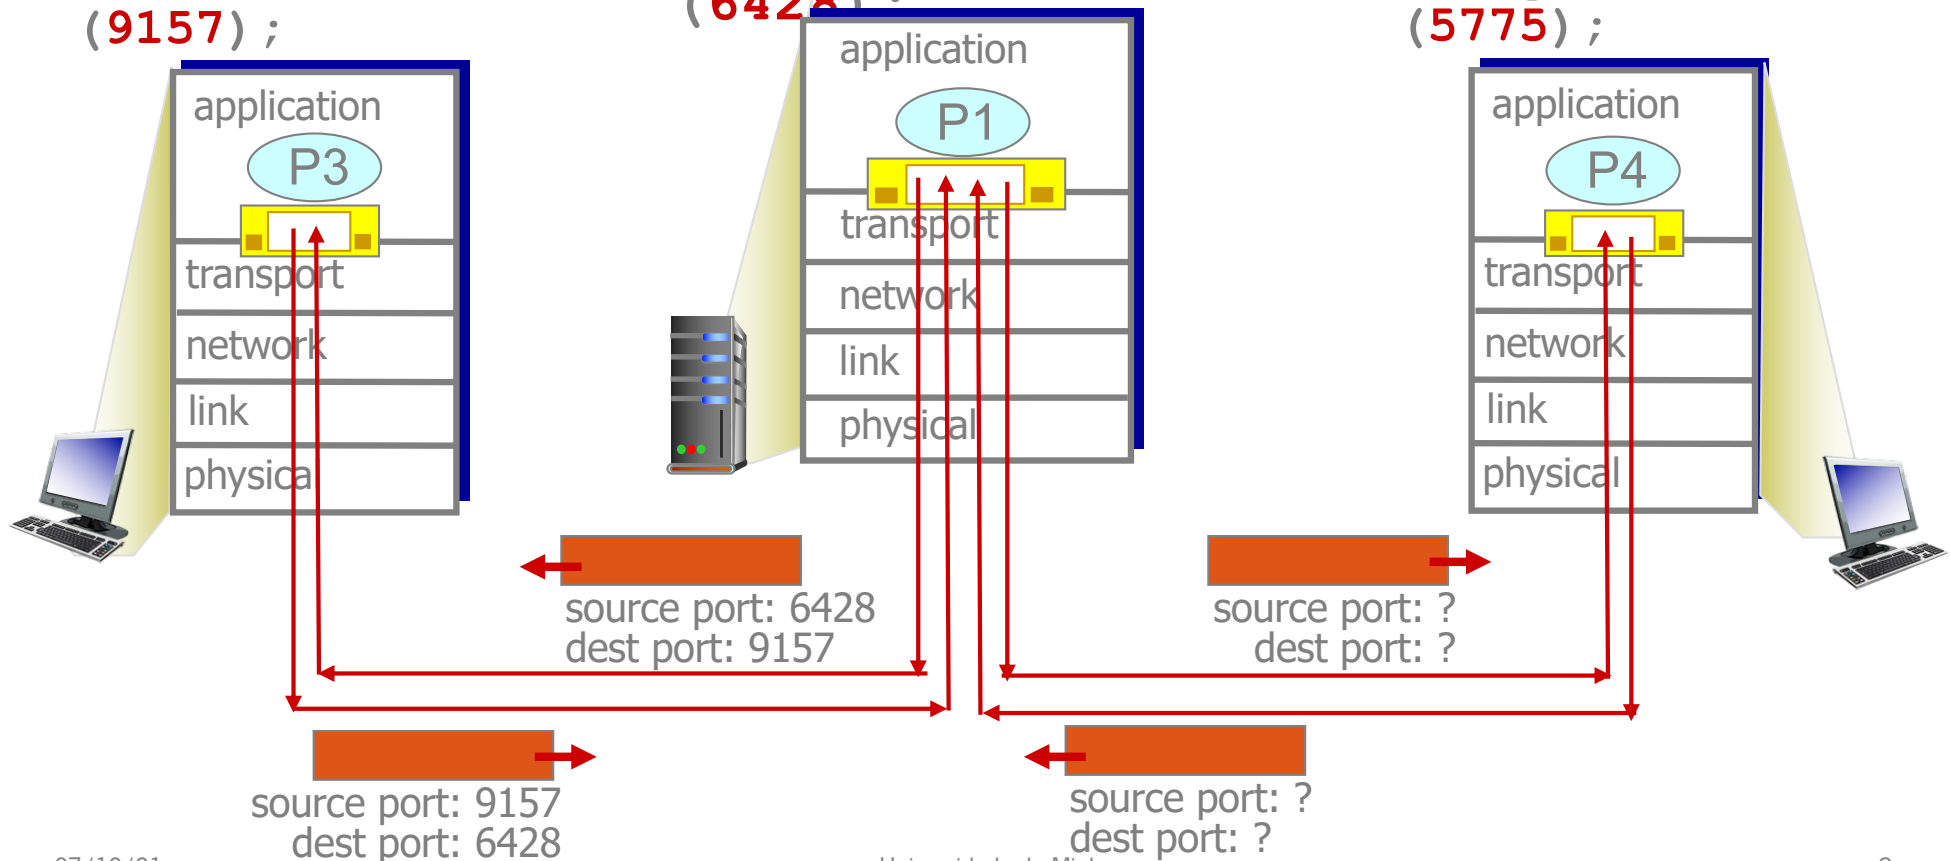 (9157);
(6428)
(5775);
application
P3
transport
network
link
physica
application
P1
transport
network
link
physical
application
P4
transport
network
link
physical
source port: 6428
dest port: 9157
source port: ?
dest port: ?
source port: 9157
dest port: 6428
source port: ?
dest port: ?